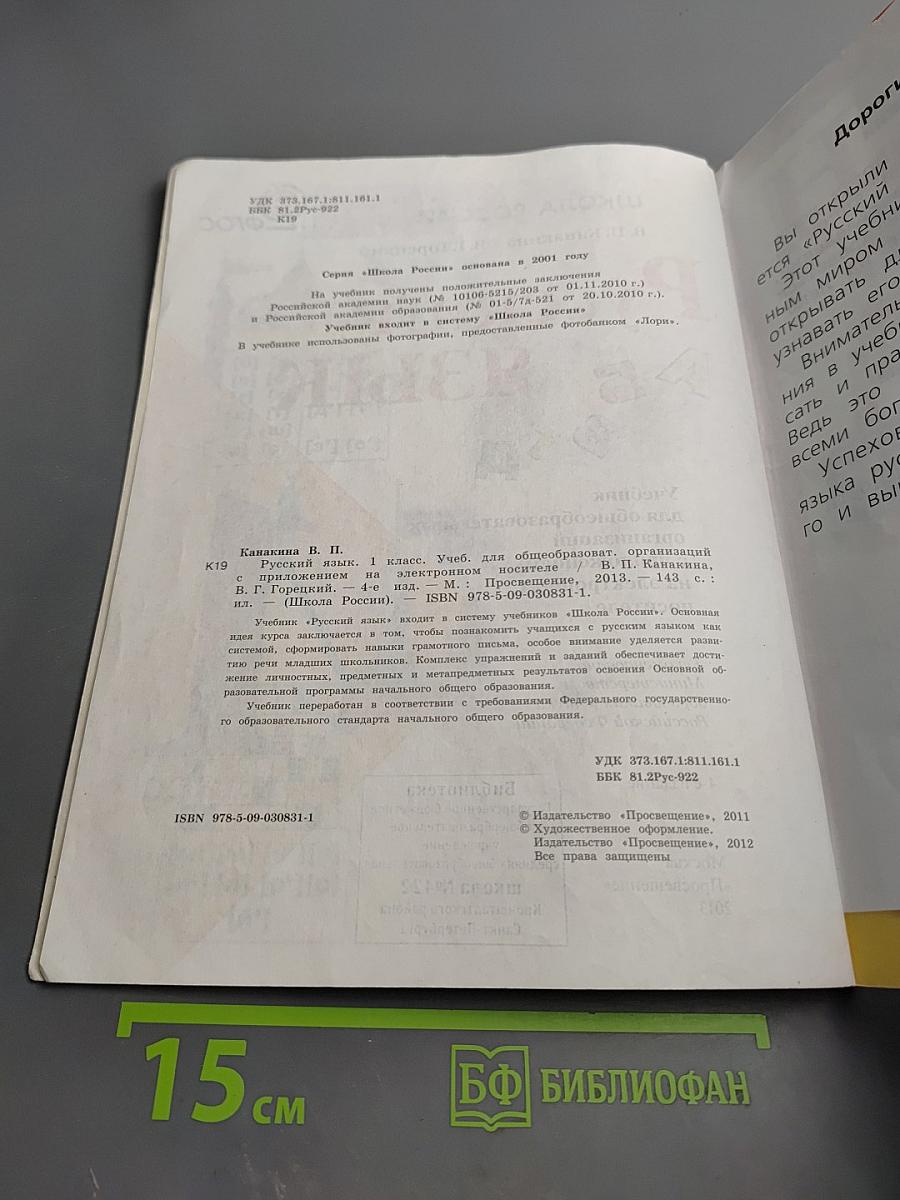 УДК 373.167.1:811.161.1
ББК 81.2Рус-922
К19
Серия «Школа России» основана в 2001 году
На учебник получены положительные заключения
Российской академии наук (№ 10106-5215/203 от 01.11.2010 г.)
и Российской академии образования (№ 01-5/7д-521 от 20.10.2010 г.).
Учебник входит в систему «Школа России»
В учебнике использованы фотографии, предоставленные фотобанком «Лори».
Канакина В. П.
К19 Русский язык. 1 класс. Учеб. для общеобразоват. организаций
с приложением на электронном носителе / В. П. Канакина,
В. Г. Горецкий. — 4-е изд. — М. : Просвещение, 2013. — 143 с. :
ил. — (Школа России). — ISBN 978-5-09-030831-1.
Учебник «Русский язык» входит в систему учебников «Школа России». Основная
идея курса заключается в том, чтобы познакомить учащихся с русским языком как
системой, сформировать навыки грамотного письма, особое внимание уделяется разви-
тию речи младших школьников. Комплекс упражнений и заданий обеспечивает дости-
жение личностных, предметных и метапредметных результатов освоения Основной об-
разовательной программы начального общего образования.
Учебник переработан в соответствии с требованиями Федерального государственно-
го образовательного стандарта начального общего образования.
УДК 373.167.1:811.161.1
ББК 81.2Рус-922
ISBN 978-5-09-030831-1
© Издательство «Просвещение», 2011
© Художественное оформление.
Издательство «Просвещение», 2012
Все права защищены
Дороги
Вы открыли
ется «Русский
Этот учебни
ным миром
открывать д
узнавать его
Вниматель
ния в учеб
сать и пра
Ведь это
всеми бог
Успехов
языка рус
го и выр
15 см
БФ БИБЛИОФАН